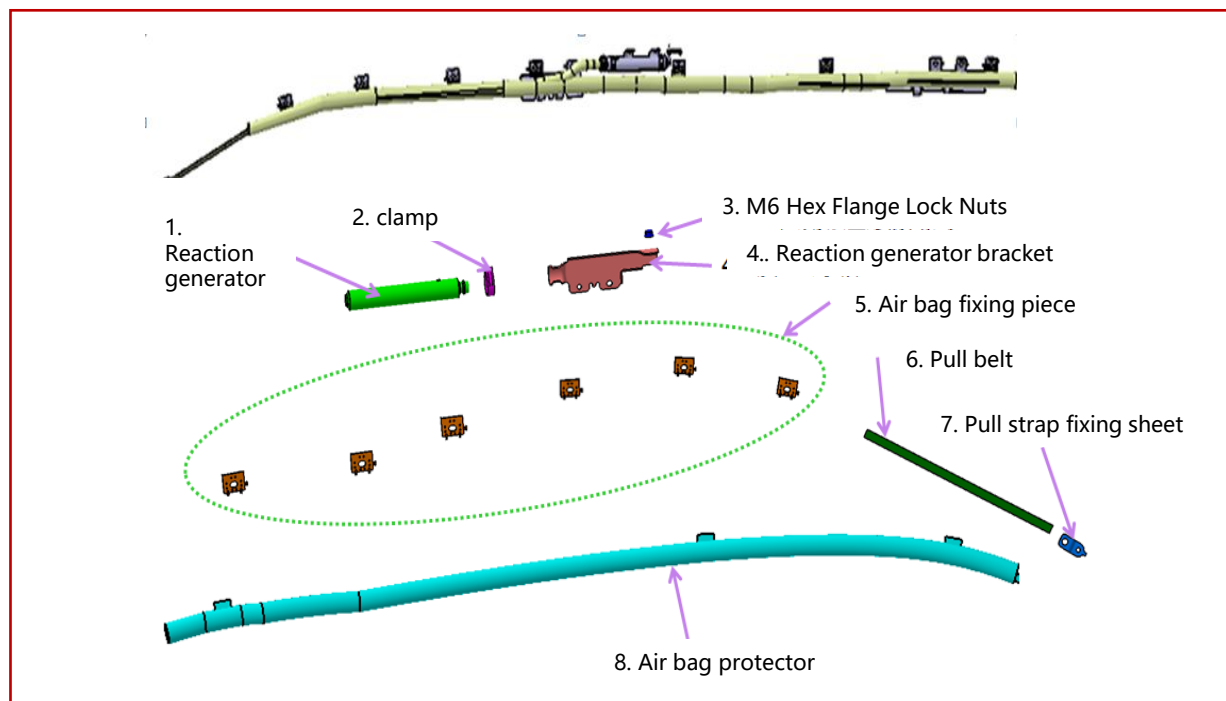 1.
Reaction
generator
2. clamp
3. M6 Hex Flange Lock Nuts
4.. Reaction generator bracket
5. Air bag fixing piece
6. Pull belt
7. Pull strap fixing sheet
8. Air bag protector